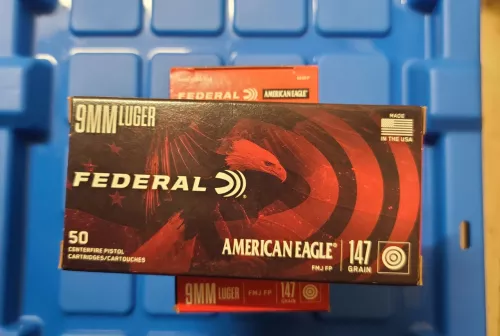 FEDERAL AMERICAN EAGLE
9MM LUGER
MADE
IN THE USA
FEDERAL
50
CENTERFIRE PISTOL
CARTRIDGES/CARTOUCHES
AMERICAN EAGLE®
FMJ FP
147
GRAIN
9MM LUGER FMJ FP 147
GRAIN